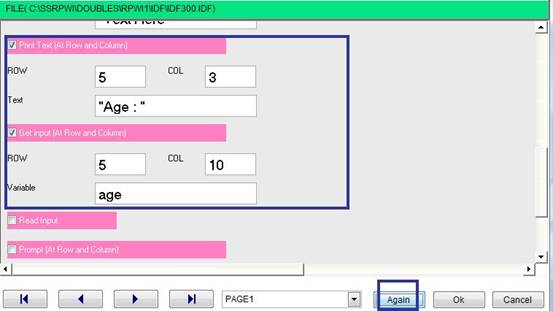 FILE( C:\SSRPWI\DOUBLES\RPWI1\IDF\IDF300.IDF)
"Text Here"
Print Text (At Row and Column)
ROW 5 COL 3
Text "Age : "
Get input (At Row and Column)
ROW 5 COL 10
Variable age
Read Input
Prompt (At Row and Column)
PAGE1 Again Ok Cancel